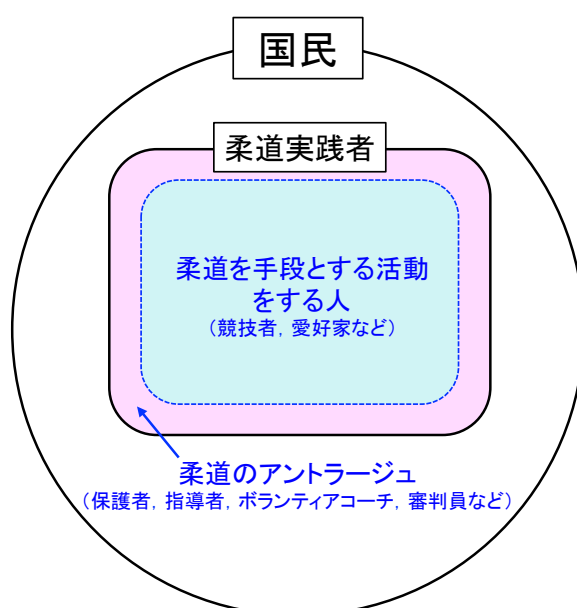 国民
柔道実践者
柔道を手段とする活動
をする人
（競技者，愛好家など）
柔道のアントラージュ
（保護者，指導者，ボランティアコーチ，審判員など）